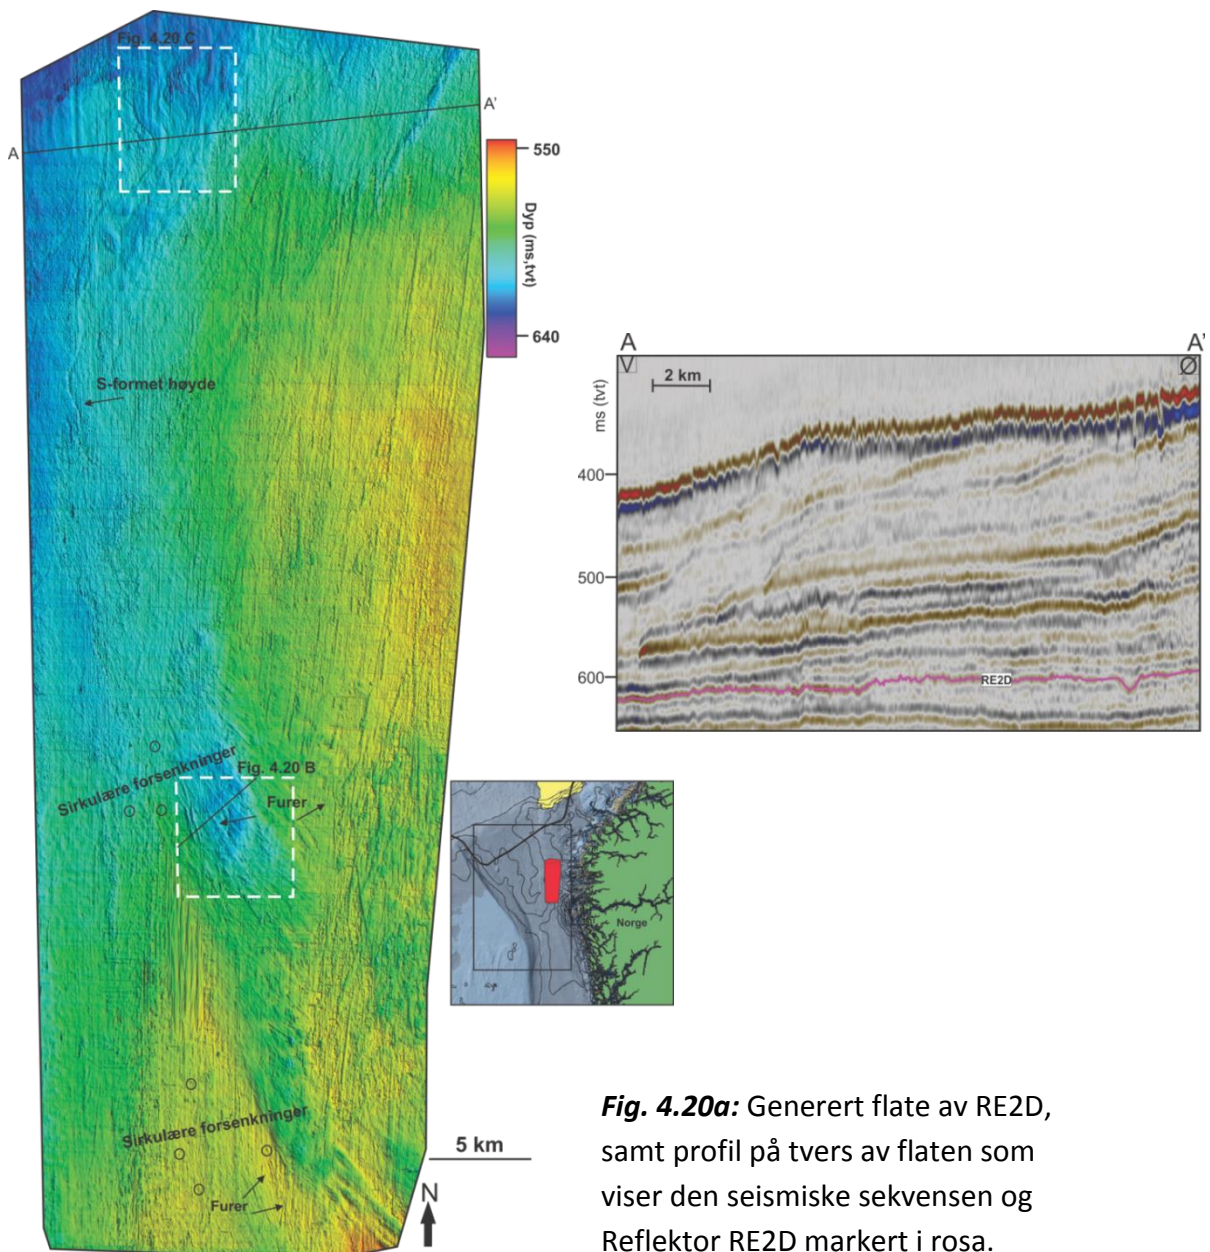 Fig. 4.20 C
A
A'
550
Dyp (ms,tvt)
640
S-formet høyde
Sirkulære forsenkninger
Fig. 4.20 B
Furer
Sirkulære forsenkninger
Furer
5 km
N
A
A'
V
Ø
2 km
ms (tvt)
400
500
600
RE2D
Norge
Fig. 4.20a: Generert flate av RE2D,
samt profil på tvers av flaten som
viser den seismiske sekvensen og
Reflektor RE2D markert i rosa.